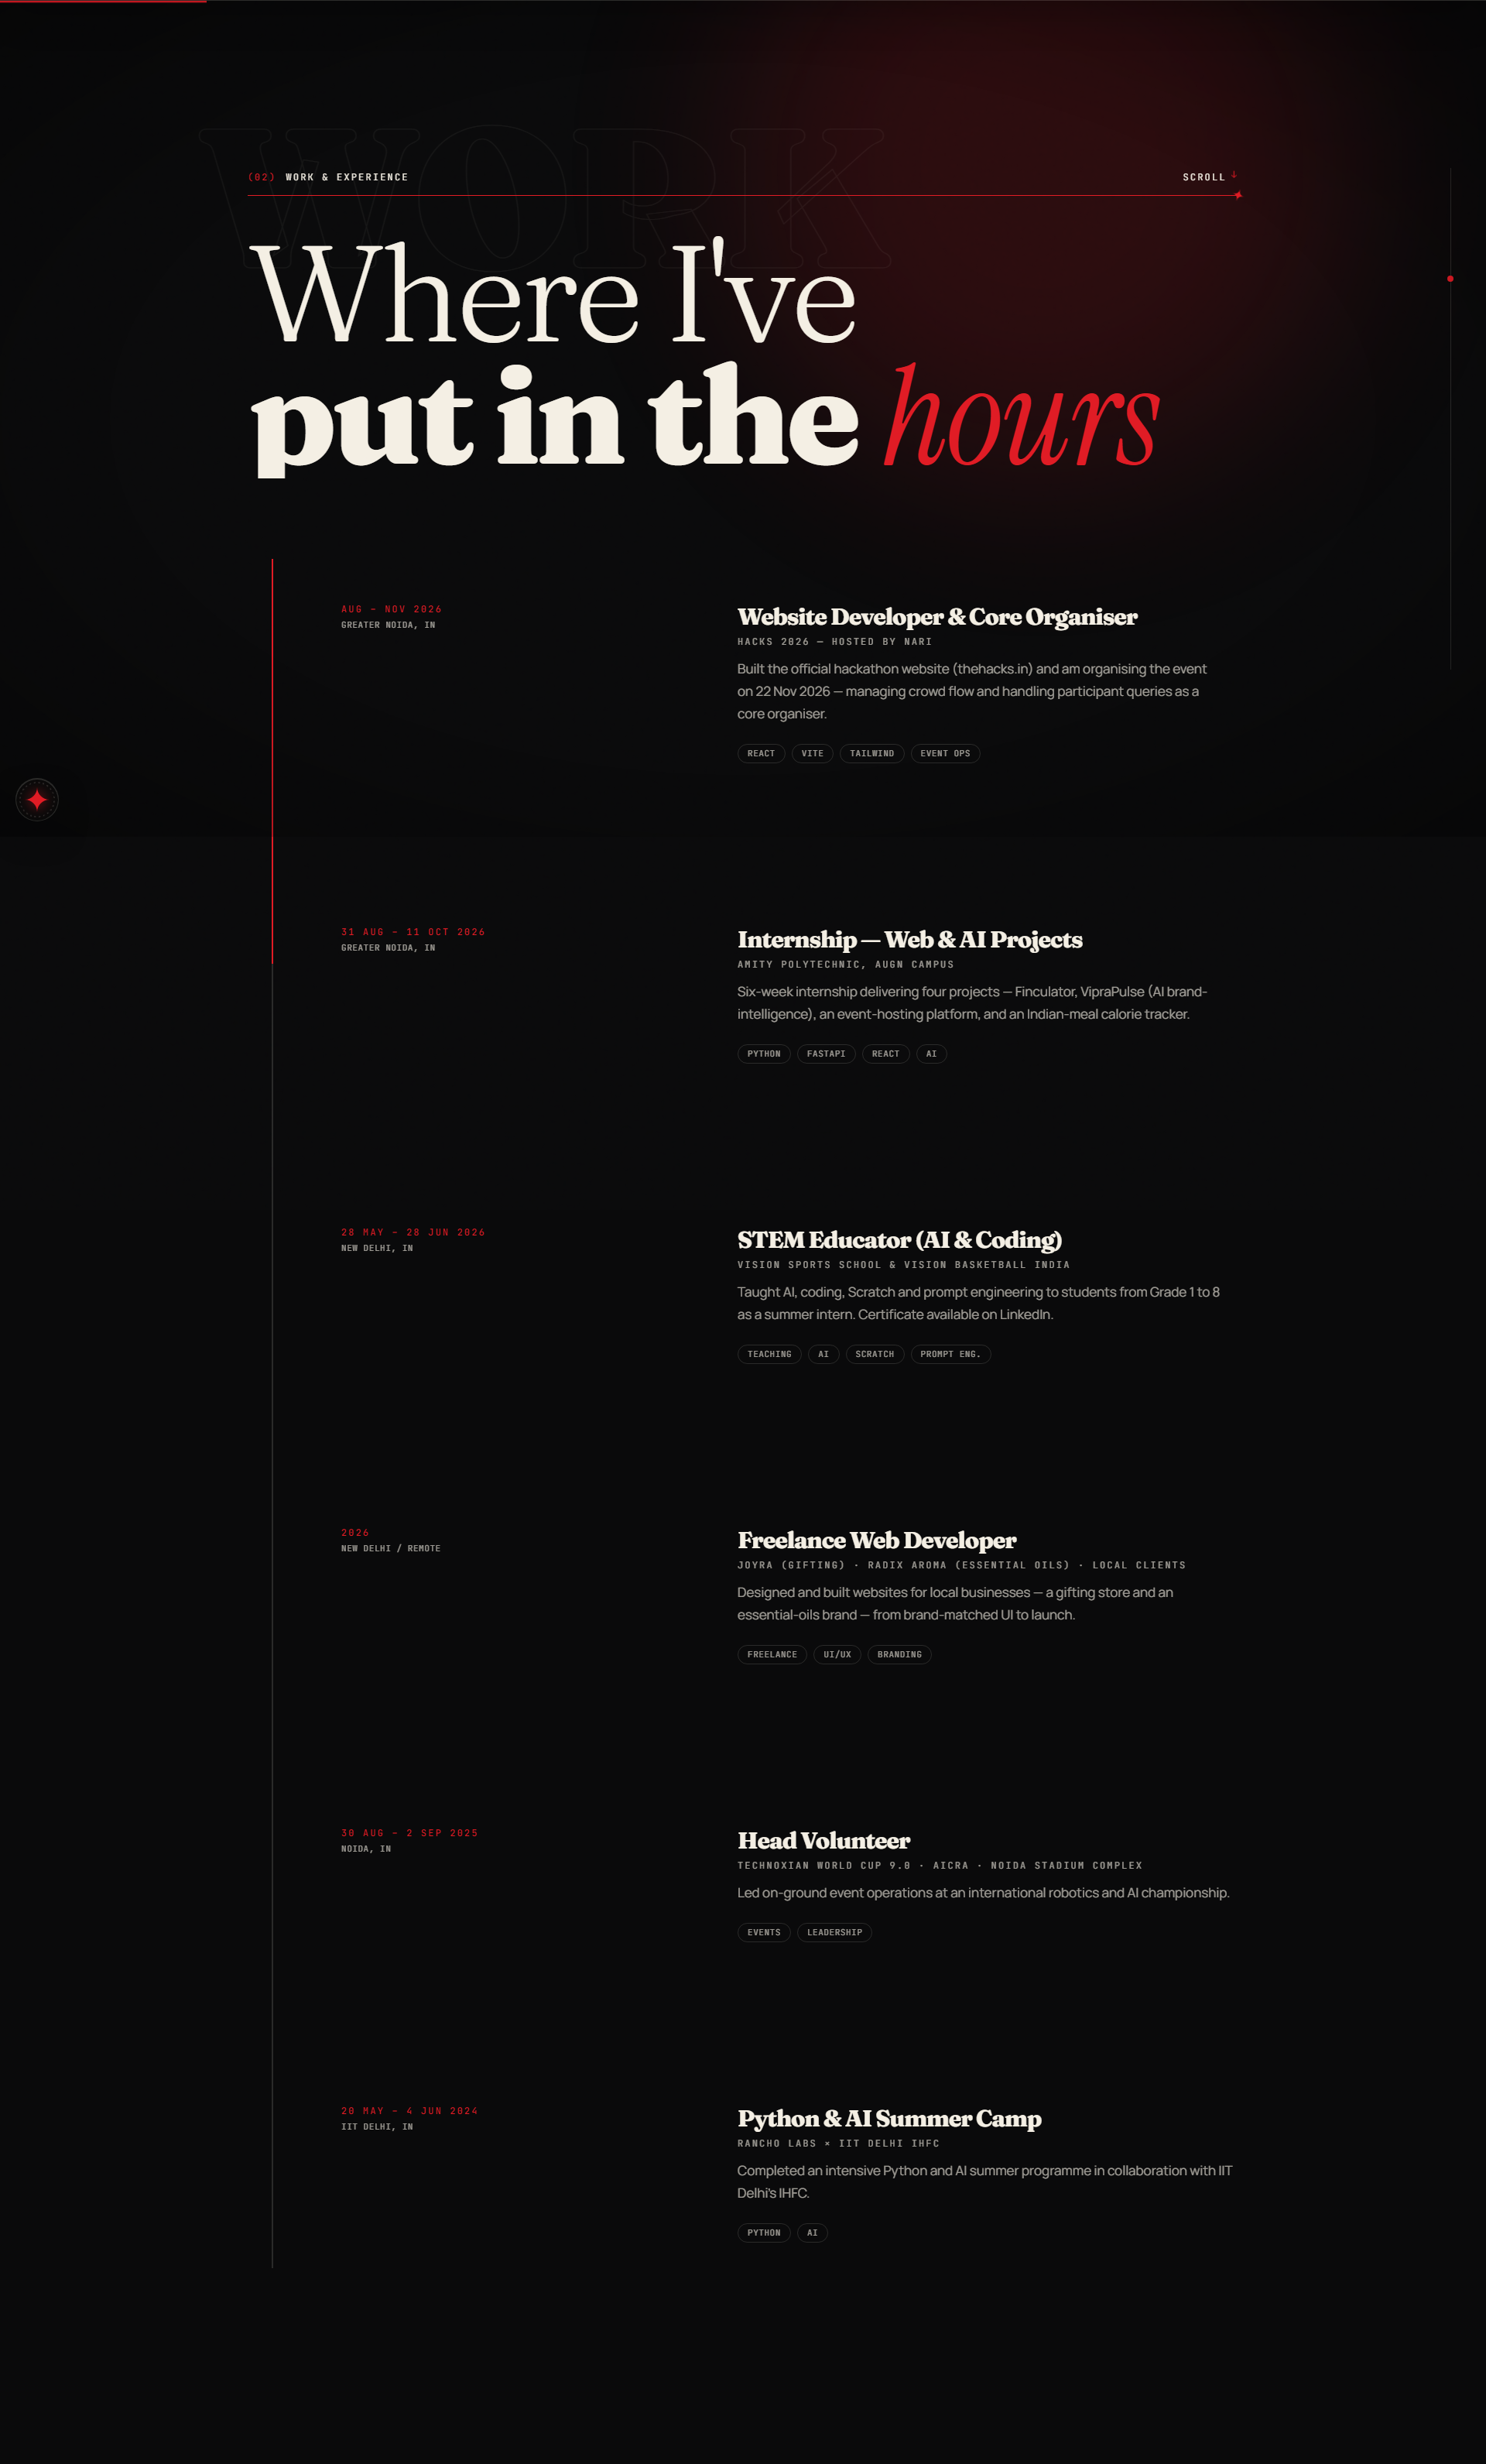 WORK
(02) WORK & EXPERIENCE
SCROLL ↓
Where I've
put in the hours
AUG – NOV 2026
GREATER NOIDA, IN
Website Developer & Core Organiser
HACKS 2026 — HOSTED BY NARI
Built the official hackathon website (thehacks.in) and am organising the event
on 22 Nov 2026 — managing crowd flow and handling participant queries as a
core organiser.
REACT VITE TAILWIND EVENT OPS
31 AUG – 11 OCT 2026
GREATER NOIDA, IN
Internship — Web & AI Projects
AMITY POLYTECHNIC, AUGN CAMPUS
Six-week internship delivering four projects — Finculator, VipraPulse (AI brand-
intelligence), an event-hosting platform, and an Indian-meal calorie tracker.
PYTHON FASTAPI REACT AI
28 MAY – 28 JUN 2026
NEW DELHI, IN
STEM Educator (AI & Coding)
VISION SPORTS SCHOOL & VISION BASKETBALL INDIA
Taught AI, coding, Scratch and prompt engineering to students from Grade 1 to 8
as a summer intern. Certificate available on LinkedIn.
TEACHING AI SCRATCH PROMPT ENG.
2026
NEW DELHI / REMOTE
Freelance Web Developer
JOYRA (GIFTING) · RADIX AROMA (ESSENTIAL OILS) · LOCAL CLIENTS
Designed and built websites for local businesses — a gifting store and an
essential-oils brand — from brand-matched UI to launch.
FREELANCE UI/UX BRANDING
30 AUG – 2 SEP 2025
NOIDA, IN
Head Volunteer
TECHNOXIAN WORLD CUP 9.0 · AICRA · NOIDA STADIUM COMPLEX
Led on-ground event operations at an international robotics and AI championship.
EVENTS LEADERSHIP
20 MAY – 4 JUN 2024
IIT DELHI, IN
Python & AI Summer Camp
RANCHO LABS × IIT DELHI IHFC
Completed an intensive Python and AI summer programme in collaboration with IIT
Delhi's IHFC.
PYTHON AI